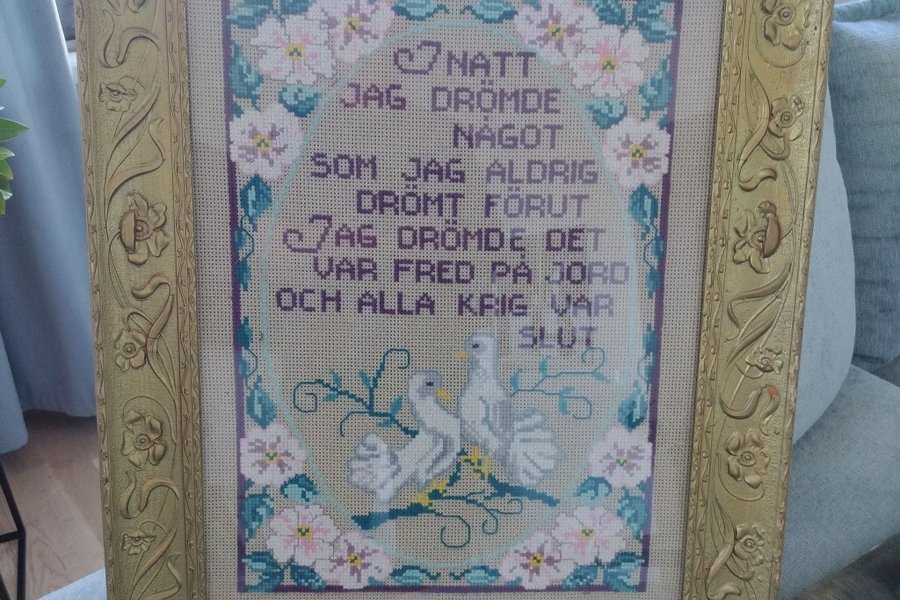 I NATT
JAG DRÖMDE
NÅGOT
SOM JAG ALDRIG
DRÖMT FÖRUT
JAG DRÖMDE DET
VAR FRED PÅ JORD
OCH ALLA KRIG VAR
SLUT